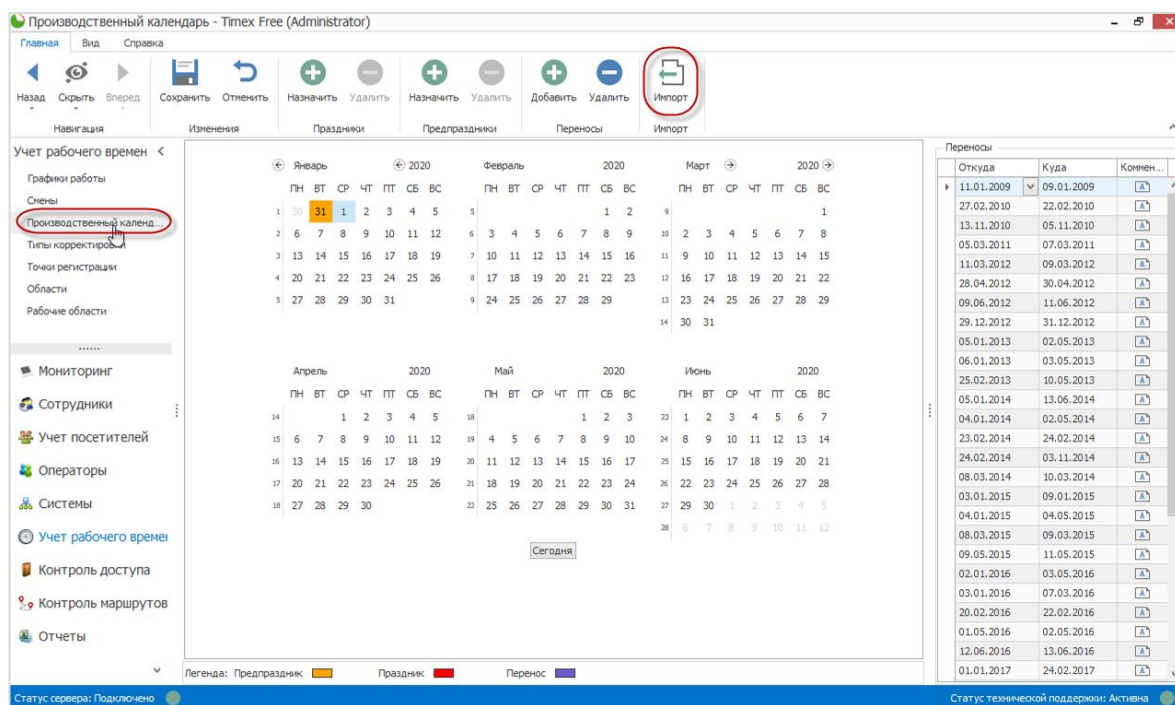 Производственный календарь - Timex Free (Administrator)
Главная Вид Справка
Назад Скрыть Вперед Сохранить Отменить Назначить Удалить Назначить Удалить Добавить Удалить Импорт
Навигация Изменения Праздники Предпраздники Переносы Импорт
Учет рабочего времен
Графики работы
Смены
Производственный календ...
Типы корректировки
Точки регистрации
Области
Рабочие области
Мониторинг
Сотрудники
Учет посетителей
Операторы
Системы
Учет рабочего времен
Контроль доступа
Контроль маршрутов
Отчеты
Январь 2020 Февраль 2020 Март 2020
ПН ВТ СР ЧТ ПТ СБ ВС ПН ВТ СР ЧТ ПТ СБ ВС ПН ВТ СР ЧТ ПТ СБ ВС
1 30 31 1 2 3 4 5 5 1 2 9 1
2 6 7 8 9 10 11 12 6 3 4 5 6 7 8 9 10 2 3 4 5 6 7 8
3 13 14 15 16 17 18 19 7 10 11 12 13 14 15 16 11 9 10 11 12 13 14 15
4 20 21 22 23 24 25 26 8 17 18 19 20 21 22 23 12 16 17 18 19 20 21 22
5 27 28 29 30 31 9 24 25 26 27 28 29 13 23 24 25 26 27 28 29
14 30 31
Апрель 2020 Май 2020 Июнь 2020
ПН ВТ СР ЧТ ПТ СБ ВС ПН ВТ СР ЧТ ПТ СБ ВС ПН ВТ СР ЧТ ПТ СБ ВС
14 1 2 3 4 5 18 1 2 3 23 1 2 3 4 5 6 7
15 6 7 8 9 10 11 12 19 4 5 6 7 8 9 10 24 8 9 10 11 12 13 14
16 13 14 15 16 17 18 19 20 11 12 13 14 15 16 17 25 15 16 17 18 19 20 21
17 20 21 22 23 24 25 26 21 18 19 20 21 22 23 24 26 22 23 24 25 26 27 28
18 27 28 29 30 22 25 26 27 28 29 30 31 27 29 30 1 2 3 4 5
28 6 7 8 9 10 11 12
Сегодня
Легенда: Предпраздник Праздник Перенос
Переносы
Откуда Куда Коммен...
11.01.2009 09.01.2009 A
27.02.2010 22.02.2010 A
13.11.2010 05.11.2010 A
05.03.2011 07.03.2011 A
11.03.2012 09.03.2012 A
28.04.2012 30.04.2012 A
09.06.2012 11.06.2012 A
29.12.2012 31.12.2012 A
05.01.2013 02.05.2013 A
06.01.2013 03.05.2013 A
25.02.2013 10.05.2013 A
05.01.2014 13.06.2014 A
04.01.2014 02.05.2014 A
23.02.2014 24.02.2014 A
24.02.2014 03.11.2014 A
08.03.2014 10.03.2014 A
03.01.2015 09.01.2015 A
04.01.2015 04.05.2015 A
08.03.2015 09.03.2015 A
09.05.2015 11.05.2015 A
02.01.2016 03.05.2016 A
03.01.2016 07.03.2016 A
20.02.2016 22.02.2016 A
01.05.2016 02.05.2016 A
12.06.2016 13.06.2016 A
01.01.2017 24.02.2017 A
Статус сервера: Подключено Статус технической поддержки: Активна